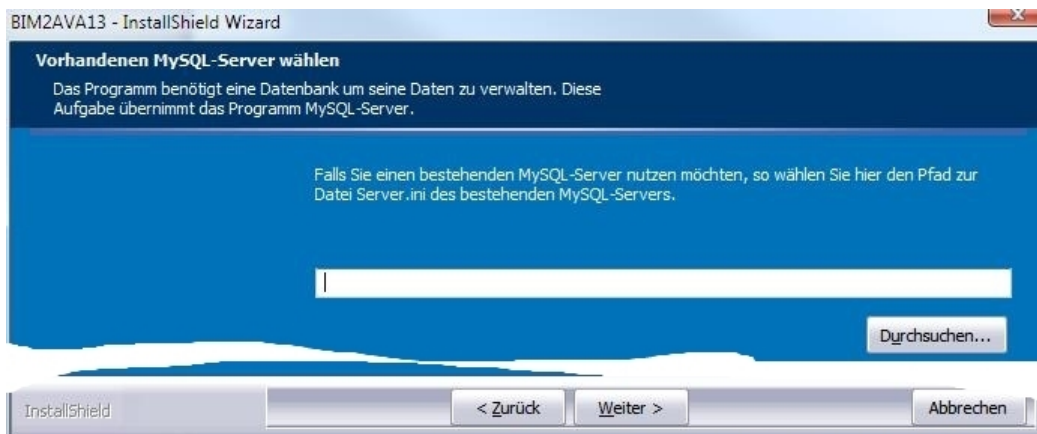 BIM2AVA13 - InstallShield Wizard
Vorhandenen MySQL-Server wählen
Das Programm benötigt eine Datenbank um seine Daten zu verwalten. Diese
Aufgabe übernimmt das Programm MySQL-Server.
Falls Sie einen bestehenden MySQL-Server nutzen möchten, so wählen Sie hier den Pfad zur
Datei Server.ini des bestehenden MySQL-Servers.
Durchsuchen...
InstallShield
< Zurück
Weiter >
Abbrechen